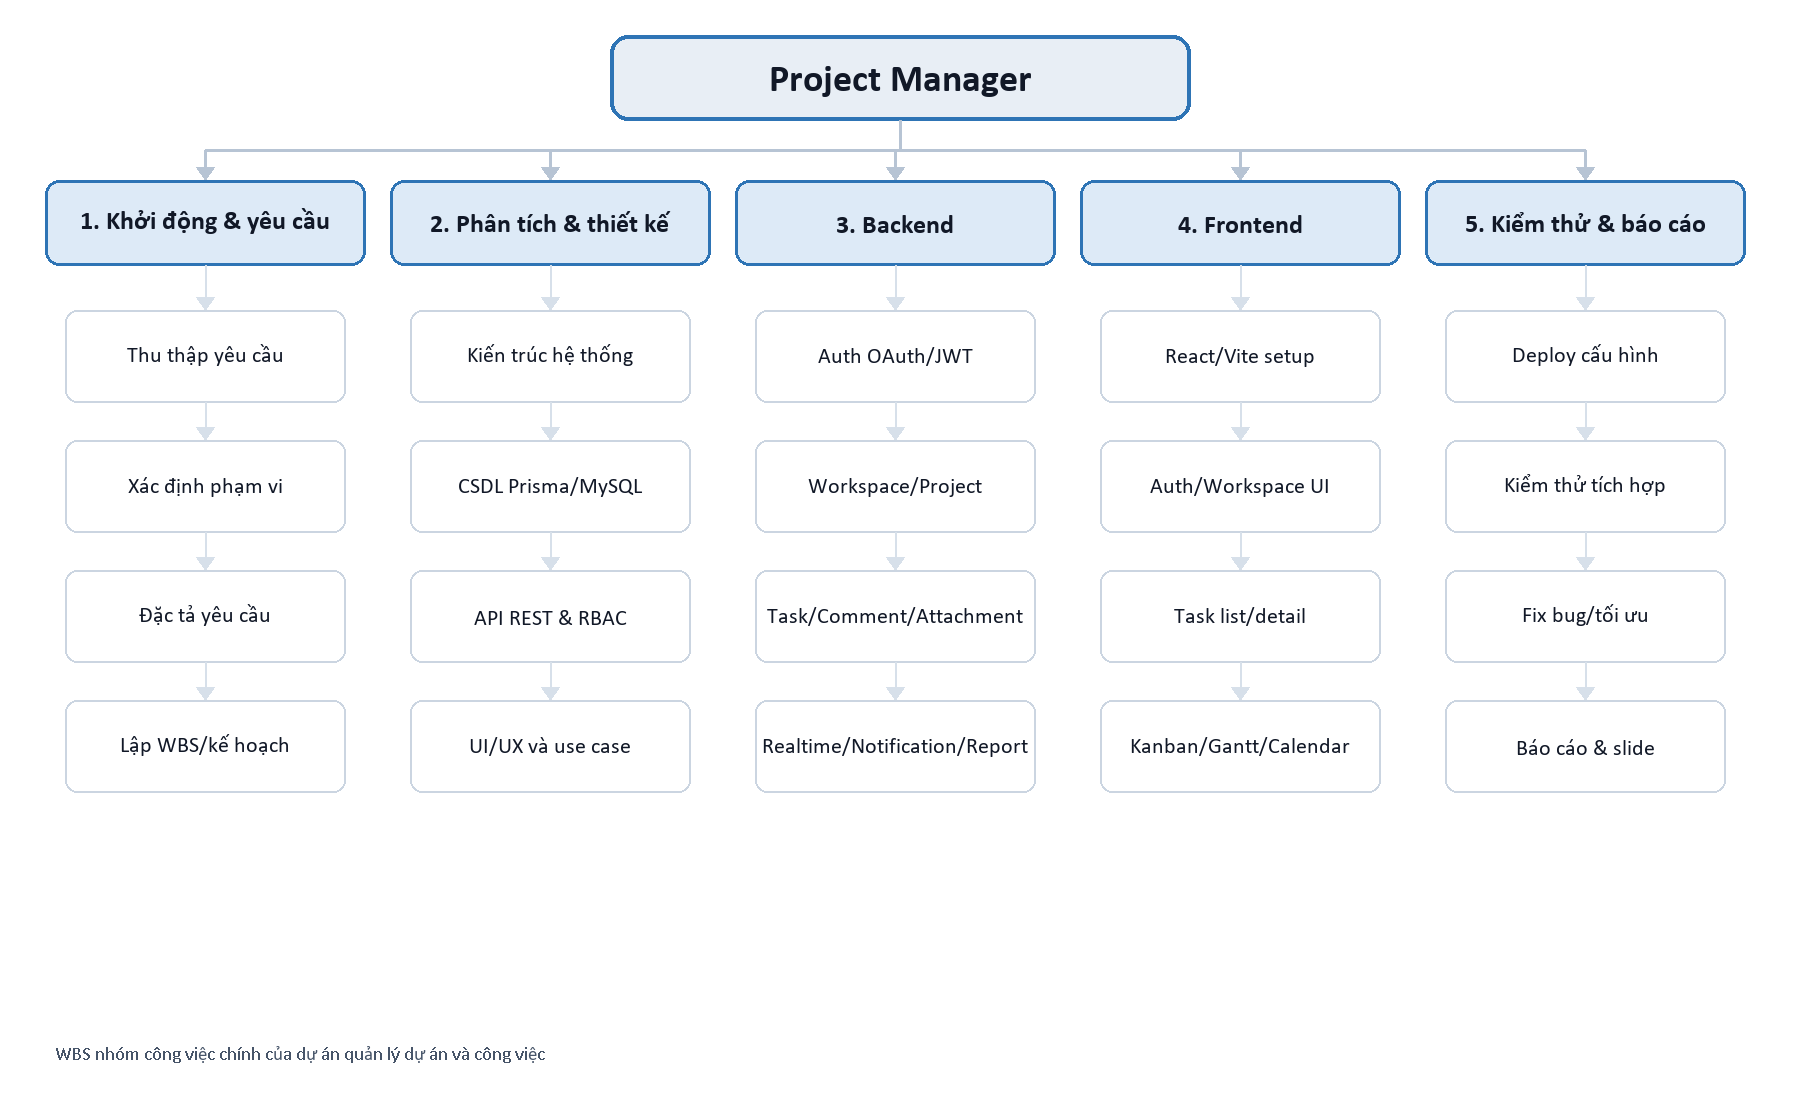 Project Manager
1. Khởi động & yêu cầu
2. Phân tích & thiết kế
3. Backend
4. Frontend
5. Kiểm thử & báo cáo
Thu thập yêu cầu
Kiến trúc hệ thống
Auth OAuth/JWT
React/Vite setup
Deploy cấu hình
Xác định phạm vi
CSDL Prisma/MySQL
Workspace/Project
Auth/Workspace UI
Kiểm thử tích hợp
Đặc tả yêu cầu
API REST & RBAC
Task/Comment/Attachment
Task list/detail
Fix bug/tối ưu
Lập WBS/kế hoạch
UI/UX và use case
Realtime/Notification/Report
Kanban/Gantt/Calendar
Báo cáo & slide
WBS nhóm công việc chính của dự án quản lý dự án và công việc